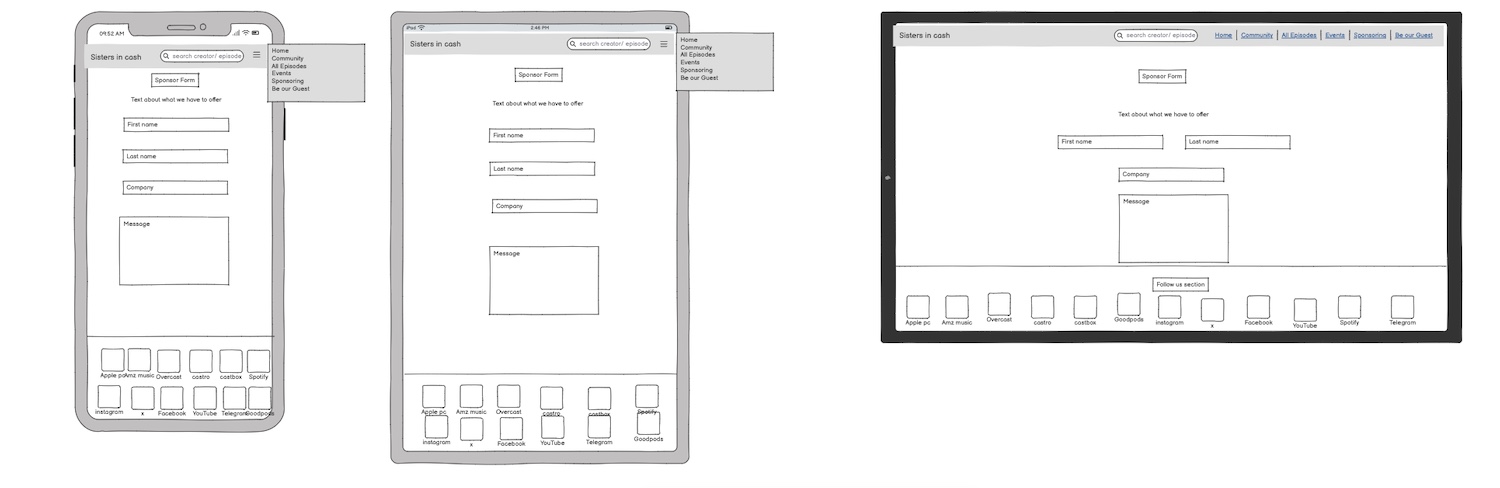 09:52 AM
Sisters in cash
search creator/ episode
Home
Community
All Episodes
Events
Sponsoring
Be our Guest
Sponsor Form
Text about what we have to offer
First name
Last name
Company
Message
Apple pc Amz music Overcast castro castbox Spotify
instagram x Facebook YouTube Telegram Goodpods
iPad 2:46 PM
Sisters in cash
search creator/ episode
Home
Community
All Episodes
Events
Sponsoring
Be our Guest
Sponsor Form
Text about what we have to offer
First name
Last name
Company
Message
Apple pc Amz music Overcast castro castbox Spotify
instagram x Facebook YouTube Telegram Goodpods
Sisters in cash
search creator/ episode
Home Community All Episodes Events Sponsoring Be our Guest
Sponsor Form
Text about what we have to offer
First name Last name
Company
Message
Follow us section
Apple pc Amz music Overcast castro castbox Goodpods instagram x Facebook YouTube Spotify Telegram